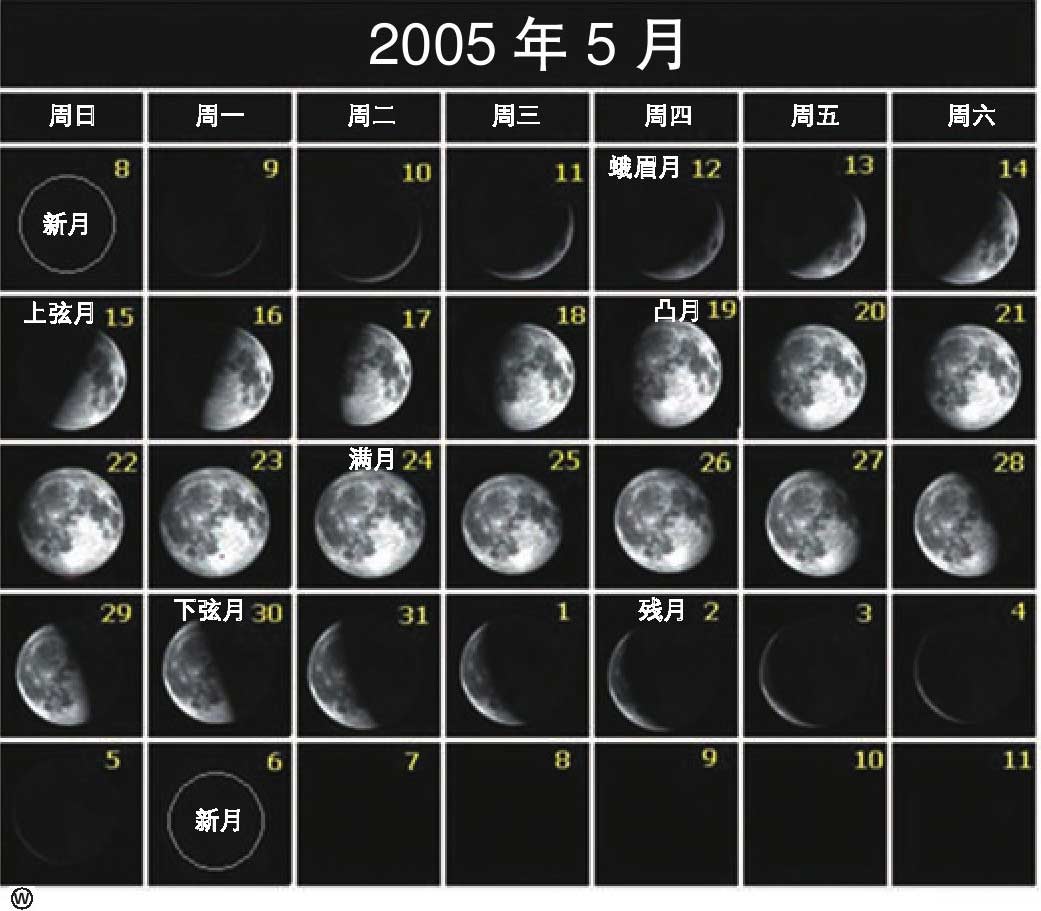 2005 年 5 月
周日 周一 周二 周三 周四 周五 周六
8 9 10 11 蛾眉月 12 13 14
新月
上弦月 15 16 17 18 凸月 19 20 21
22 23 满月 24 25 26 27 28
29 下弦月 30 31 1 残月 2 3 4
5 6 7 8 9 10 11
新月
W